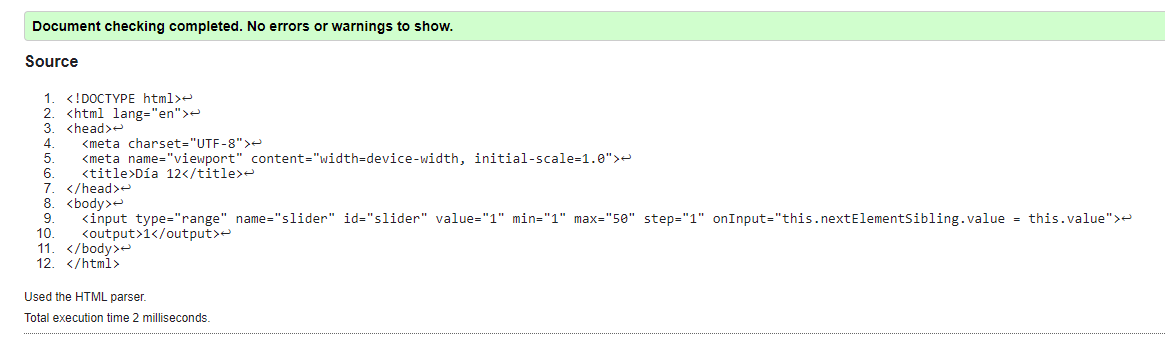 Document checking completed. No errors or warnings to show.
Source
1. <!DOCTYPE html>↩
2. <html lang="en">↩
3. <head>↩
4.   <meta charset="UTF-8">↩
5.   <meta name="viewport" content="width=device-width, initial-scale=1.0">↩
6.   <title>Día 12</title>↩
7. </head>↩
8. <body>↩
9.   <input type="range" name="slider" id="slider" value="1" min="1" max="50" step="1" onInput="this.nextElementSibling.value = this.value">↩
10.   <output>1</output>↩
11. </body>↩
12. </html>
Used the HTML parser.
Total execution time 2 milliseconds.